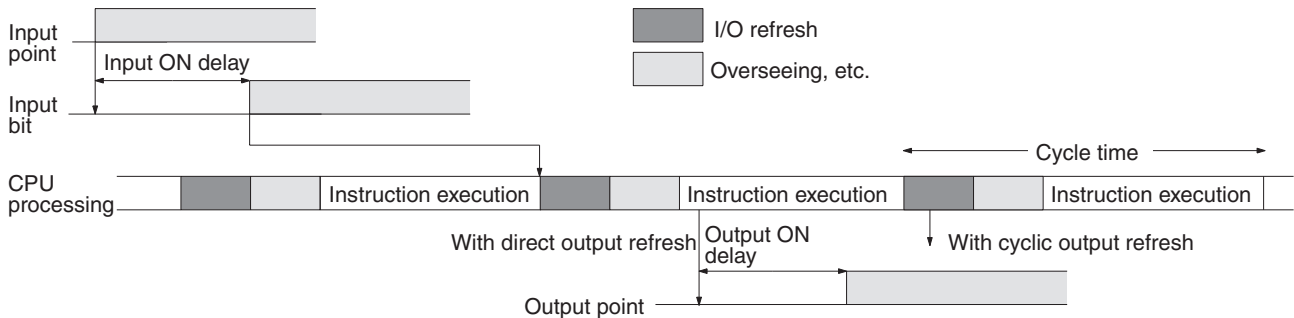 Input
point
I/O refresh
Input ON delay
Overseeing, etc.
Input
bit
Cycle time
CPU
processing
Instruction execution
Instruction execution
Instruction execution
With direct output refresh
Output ON
delay
With cyclic output refresh
Output point